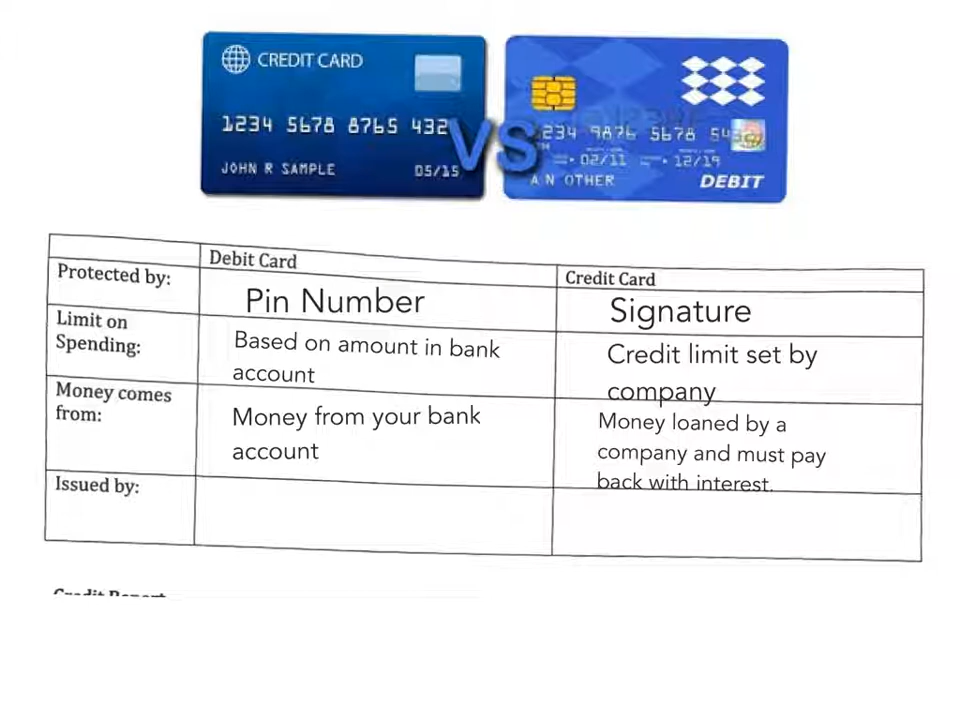 CREDIT CARD
1234 5678 8765 432
JOHN R SAMPLE 05/15
VS
234 9876 5678 54
02/11 12/19
A N OTHER DEBIT
Debit Card
Credit Card
Protected by:
Pin Number
Signature
Limit on
Spending:
Based on amount in bank
account
Credit limit set by
company
Money comes
from:
Money from your bank
account
Money loaned by a
company and must pay
back with interest.
Issued by:
Credit Report